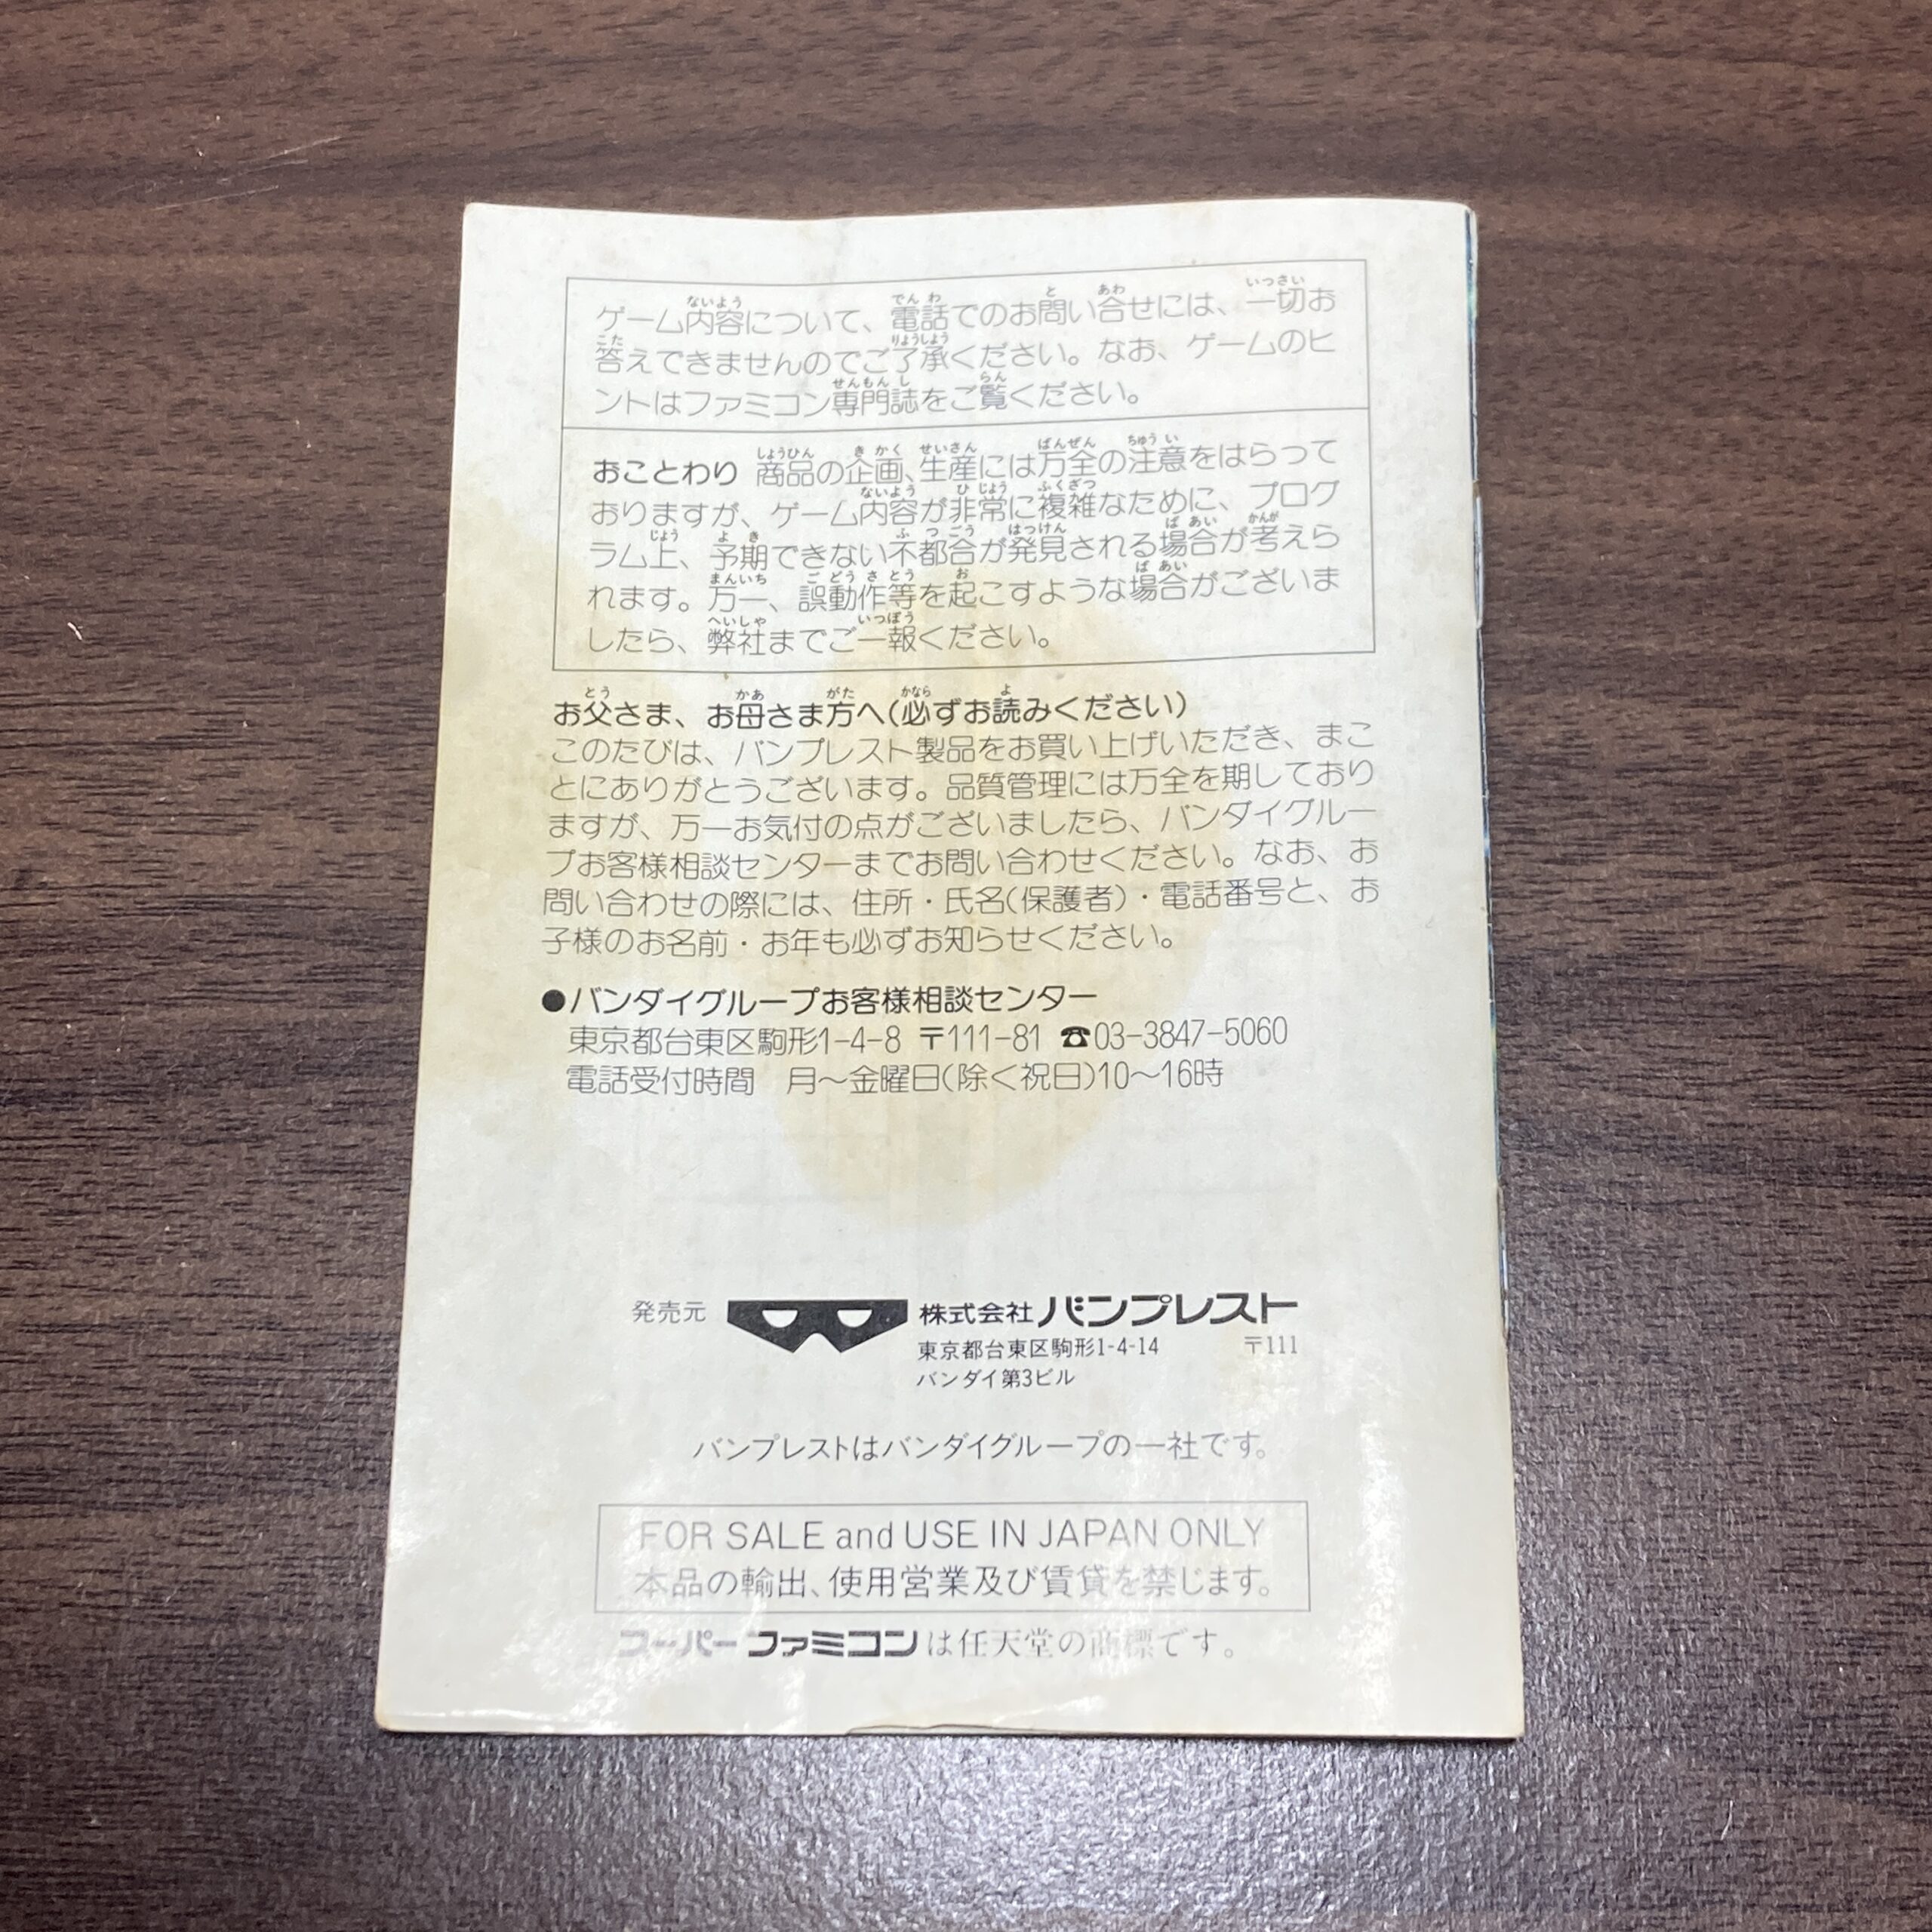 ゲーム内容について、電話でのお問い合せには、一切お
答えできませんのでご了承ください。なお、ゲームのヒ
ントはファミコン専門誌をご覧ください。
おことわり 商品の企画、生産には万全の注意をはらって
おりますが、ゲーム内容が非常に複雑なために、プログ
ラム上、予期できない不都合が発見される場合が考えら
れます。万一、誤動作等を起こすような場合がございま
したら、弊社までご一報ください。
お父さま、お母さま方へ(必ずお読みください)
このたびは、バンプレスト製品をお買い上げいただき、まこ
とにありがとうございます。品質管理には万全を期しており
ますが、万一お気付の点がございましたら、バンダイグルー
プお客様相談センターまでお問い合わせください。なお、お
問い合わせの際には、住所・氏名(保護者)・電話番号と、お
子様のお名前・お年も必ずお知らせください。
●バンダイグループお客様相談センター
東京都台東区駒形1-4-8 〒111-81 ☎03-3847-5060
電話受付時間 月〜金曜日(除く祝日)10〜16時
発売元 株式会社バンプレスト
東京都台東区駒形1-4-14 〒111
バンダイ第3ビル
バンプレストはバンダイグループの一社です。
FOR SALE and USE IN JAPAN ONLY
本品の輸出、使用営業及び賃貸を禁じます。
スーパーファミコンは任天堂の商標です。